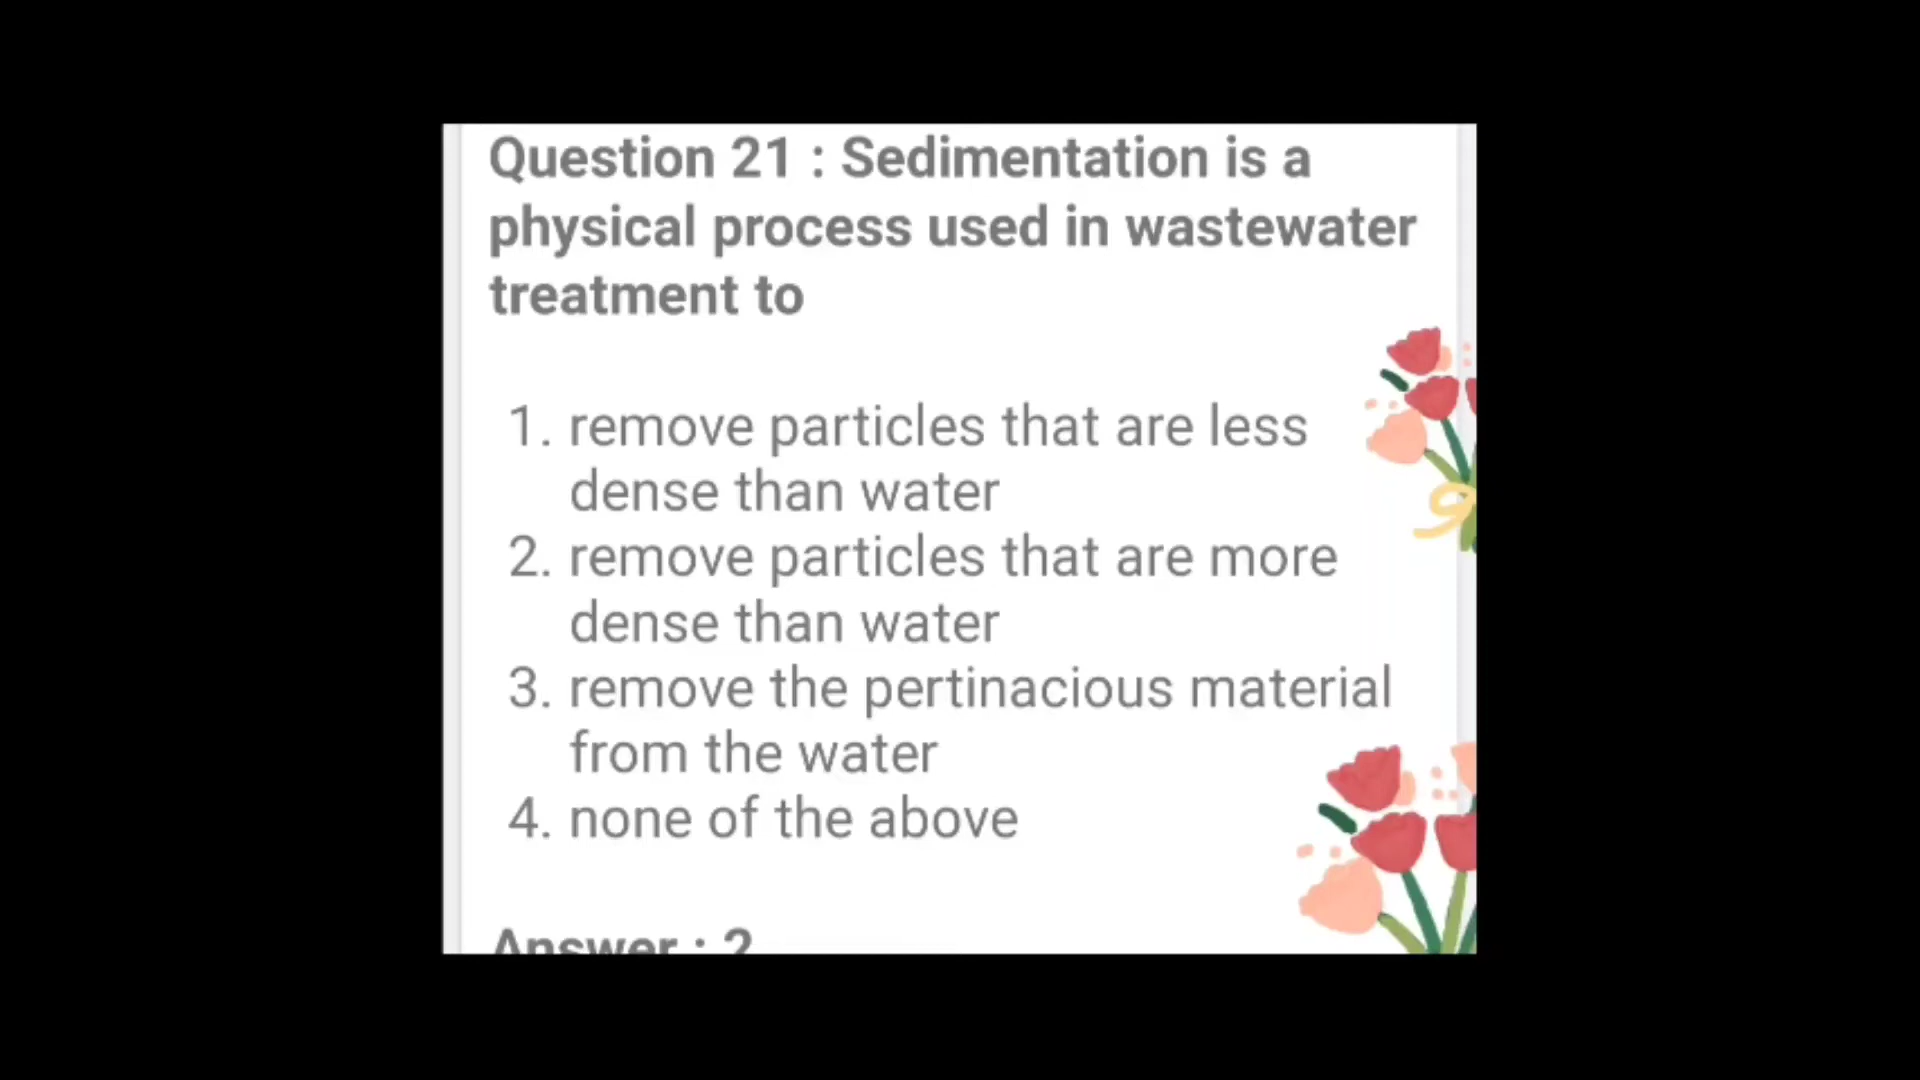 Question 21 : Sedimentation is a
physical process used in wastewater
treatment to
1. remove particles that are less
dense than water
2. remove particles that are more
dense than water
3. remove the pertinacious material
from the water
4. none of the above
Answer : 2